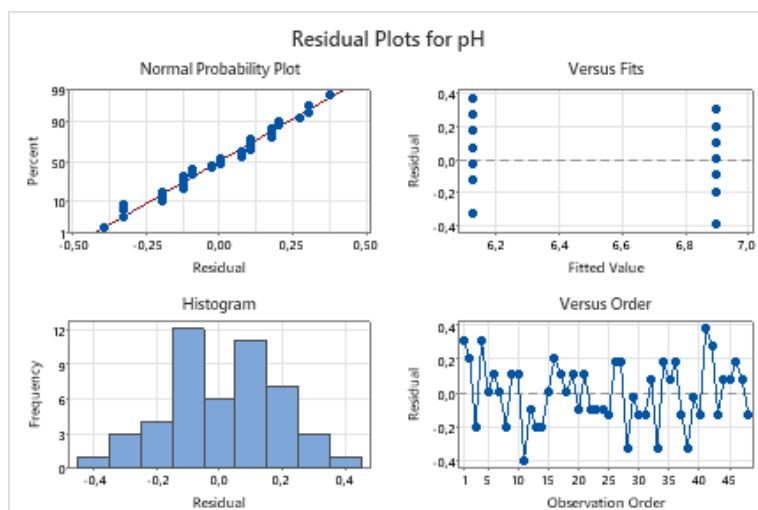 Residual Plots for pH
Normal Probability Plot
99
90
50
10
1
Percent
-0,50 -0,25 0,00 0,25 0,50
Residual
Versus Fits
0,4
0,2
0,0
-0,2
-0,4
Residual
6,2 6,4 6,6 6,8 7,0
Fitted Value
Histogram
12
9
6
3
0
Frequency
-0,4 -0,2 0,0 0,2 0,4
Residual
Versus Order
0,4
0,2
0,0
-0,2
-0,4
Residual
1 5 10 15 20 25 30 35 40 45
Observation Order